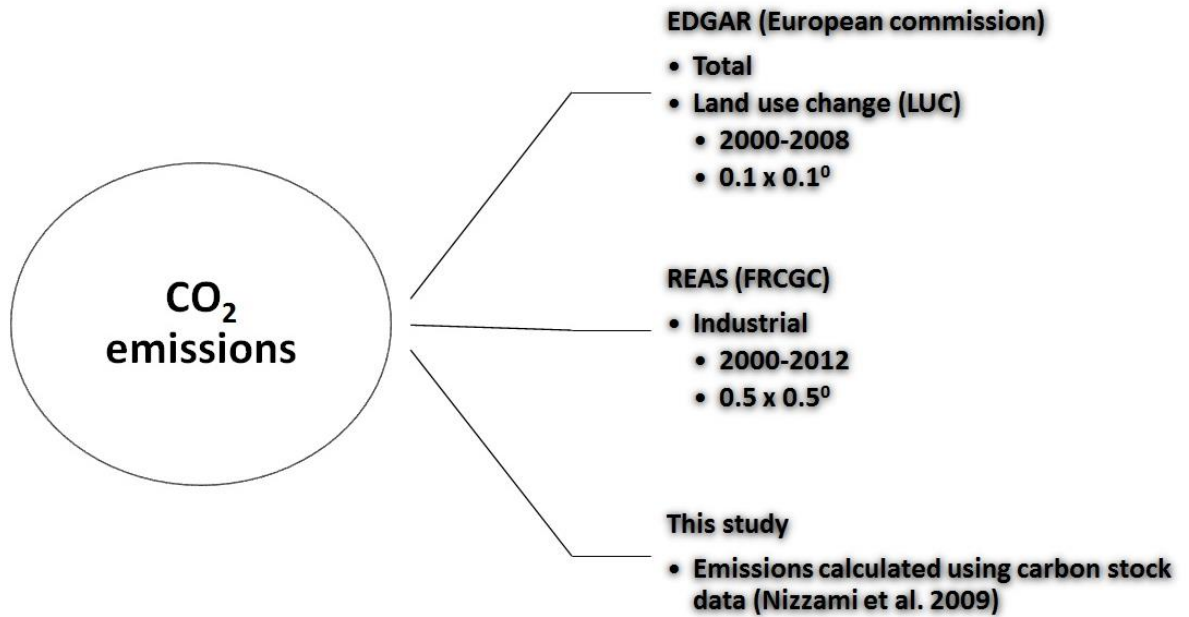 CO₂
emissions
EDGAR (European commission)
• Total
• Land use change (LUC)
• 2000-2008
• 0.1 x 0.1⁰
REAS (FRCGC)
• Industrial
• 2000-2012
• 0.5 x 0.5⁰
This study
• Emissions calculated using carbon stock
data (Nizzami et al. 2009)